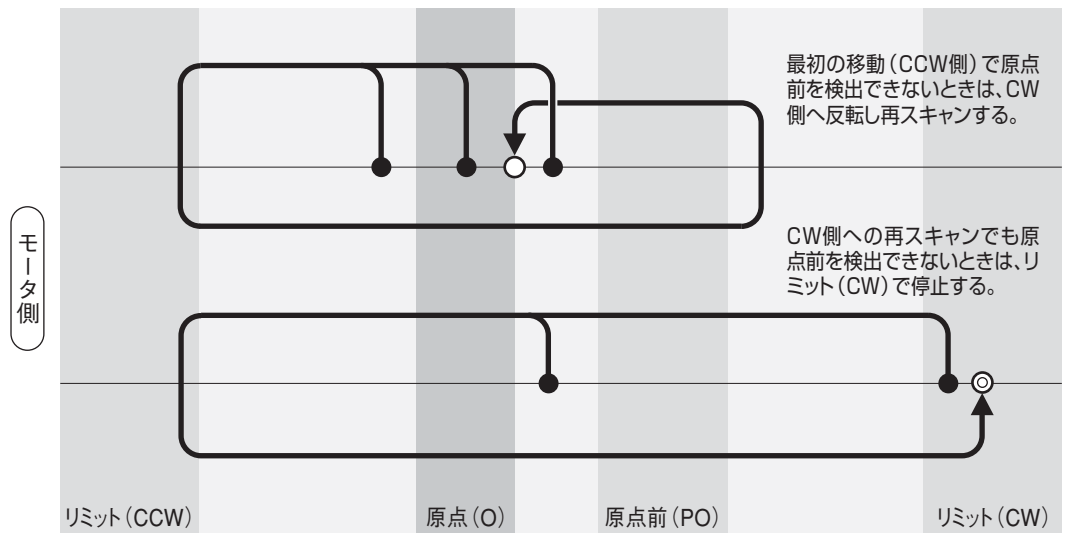 最初の移動（CCW側）で原点
前を検出できないときは、CW
側へ反転し再スキャンする。
モータ側
CW側への再スキャンでも原
点前を検出できないときは、リ
ミット（CW）で停止する。
リミット（CCW）
原点（O）
原点前（PO）
リミット（CW）